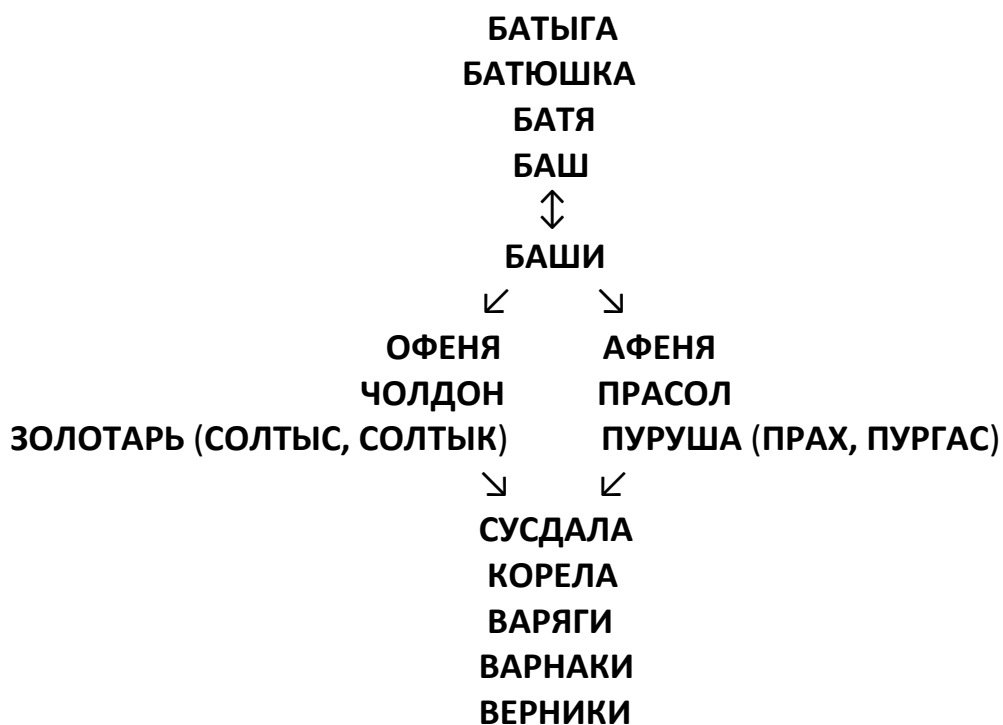 БАТЫГА
БАТЮШКА
БАТЯ
БАШ
↕
БАШИ
↙ ↘
ОФЕНЯ АФЕНЯ
ЧОЛДОН ПРАСОЛ
ЗОЛОТАРЬ (СОЛТЫС, СОЛТЫК) ПУРУША (ПРАХ, ПУРГАС)
↘ ↙
СУСДАЛА
КОРЕЛА
ВАРЯГИ
ВАРНАКИ
ВЕРНИКИ